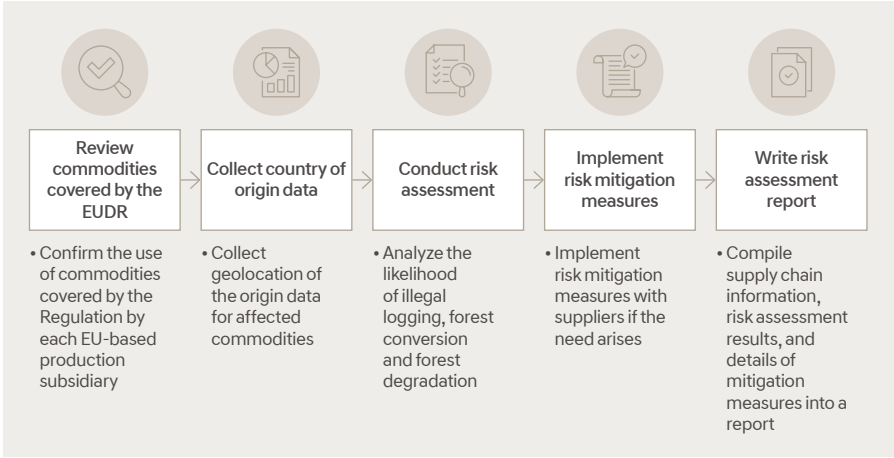 Review
commodities
covered by the
EUDR
Collect country of
origin data
Conduct risk
assessment
Implement
risk mitigation
measures
Write risk
assessment
report
• Confirm the use
of commodities
covered by the
Regulation by
each EU-based
production
subsidiary
• Collect
geolocation of
the origin data
for affected
commodities
• Analyze the
likelihood
of illegal
logging, forest
conversion
and forest
degradation
• Implement
risk mitigation
measures with
suppliers if the
need arises
• Compile
supply chain
information,
risk assessment
results, and
details of
mitigation
measures into a
report